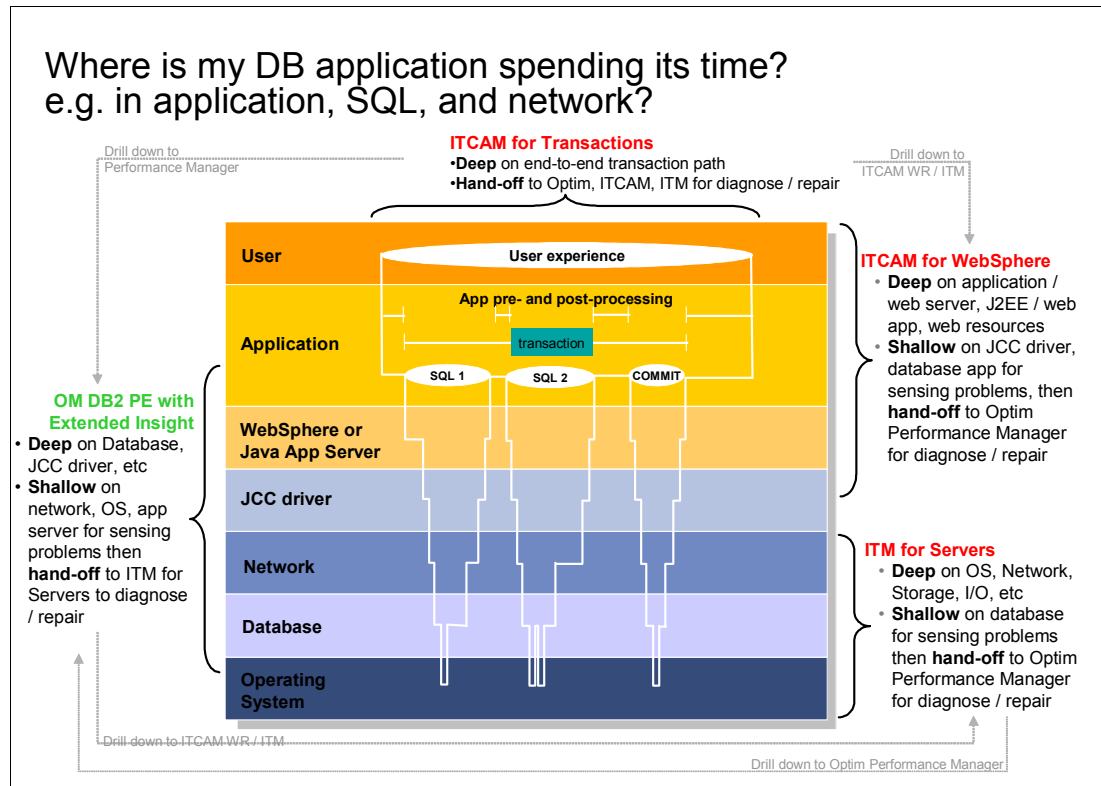 Where is my DB application spending its time?
e.g. in application, SQL, and network?
ITCAM for Transactions
•Deep on end-to-end transaction path
•Hand-off to Optim, ITCAM, ITM for diagnose / repair
Drill down to
Performance Manager
Drill down to
ITCAM WR / ITM
User
User experience
App pre- and post-processing
Application
transaction
SQL 1
SQL 2
COMMIT
WebSphere or
Java App Server
JCC driver
Network
Database
Operating
System
OM DB2 PE with
Extended Insight
• Deep on Database,
JCC driver, etc
• Shallow on
network, OS, app
server for sensing
problems then
hand-off to ITM for
Servers to diagnose
/ repair
ITCAM for WebSphere
• Deep on application /
web server, J2EE / web
app, web resources
• Shallow on JCC driver,
database app for
sensing problems, then
hand-off to Optim
Performance Manager
for diagnose / repair
ITM for Servers
• Deep on OS, Network,
Storage, I/O, etc
• Shallow on database
for sensing problems
then hand-off to Optim
Performance Manager
for diagnose / repair
Drill down to ITCAM WR / ITM
Drill down to Optim Performance Manager